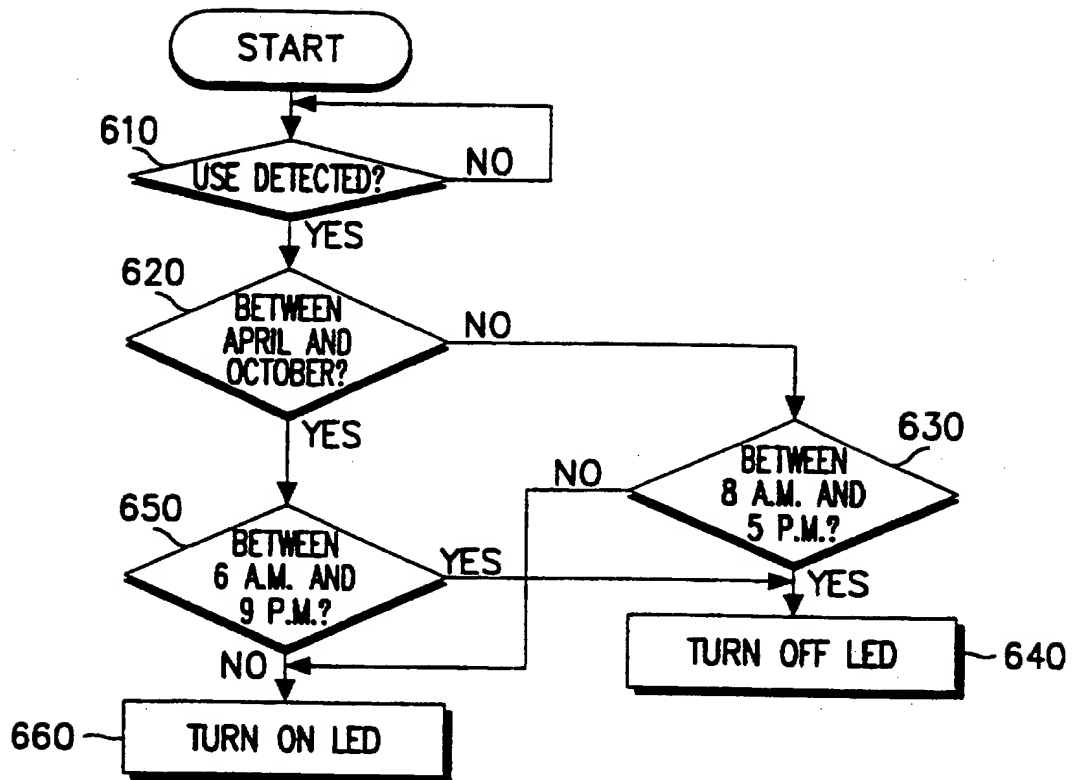 START
610
USE DETECTED?
NO
YES
620
BETWEEN
APRIL AND
OCTOBER?
NO
YES
630
BETWEEN
8 A.M. AND
5 P.M.?
NO
YES
650
BETWEEN
6 A.M. AND
9 P.M.?
YES
NO
TURN OFF LED
640
660
TURN ON LED